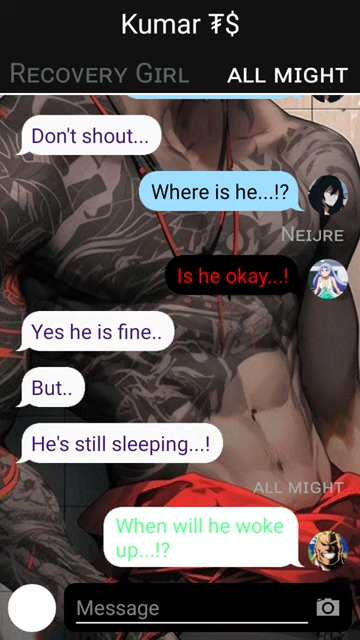 Kumar ₮$
Recovery Girl All Might
Don't shout...
Where is he...!?
Neijre
Is he okay...!
Yes he is fine..
But..
He's still sleeping...!
All Might
When will he woke
up...!?
Message